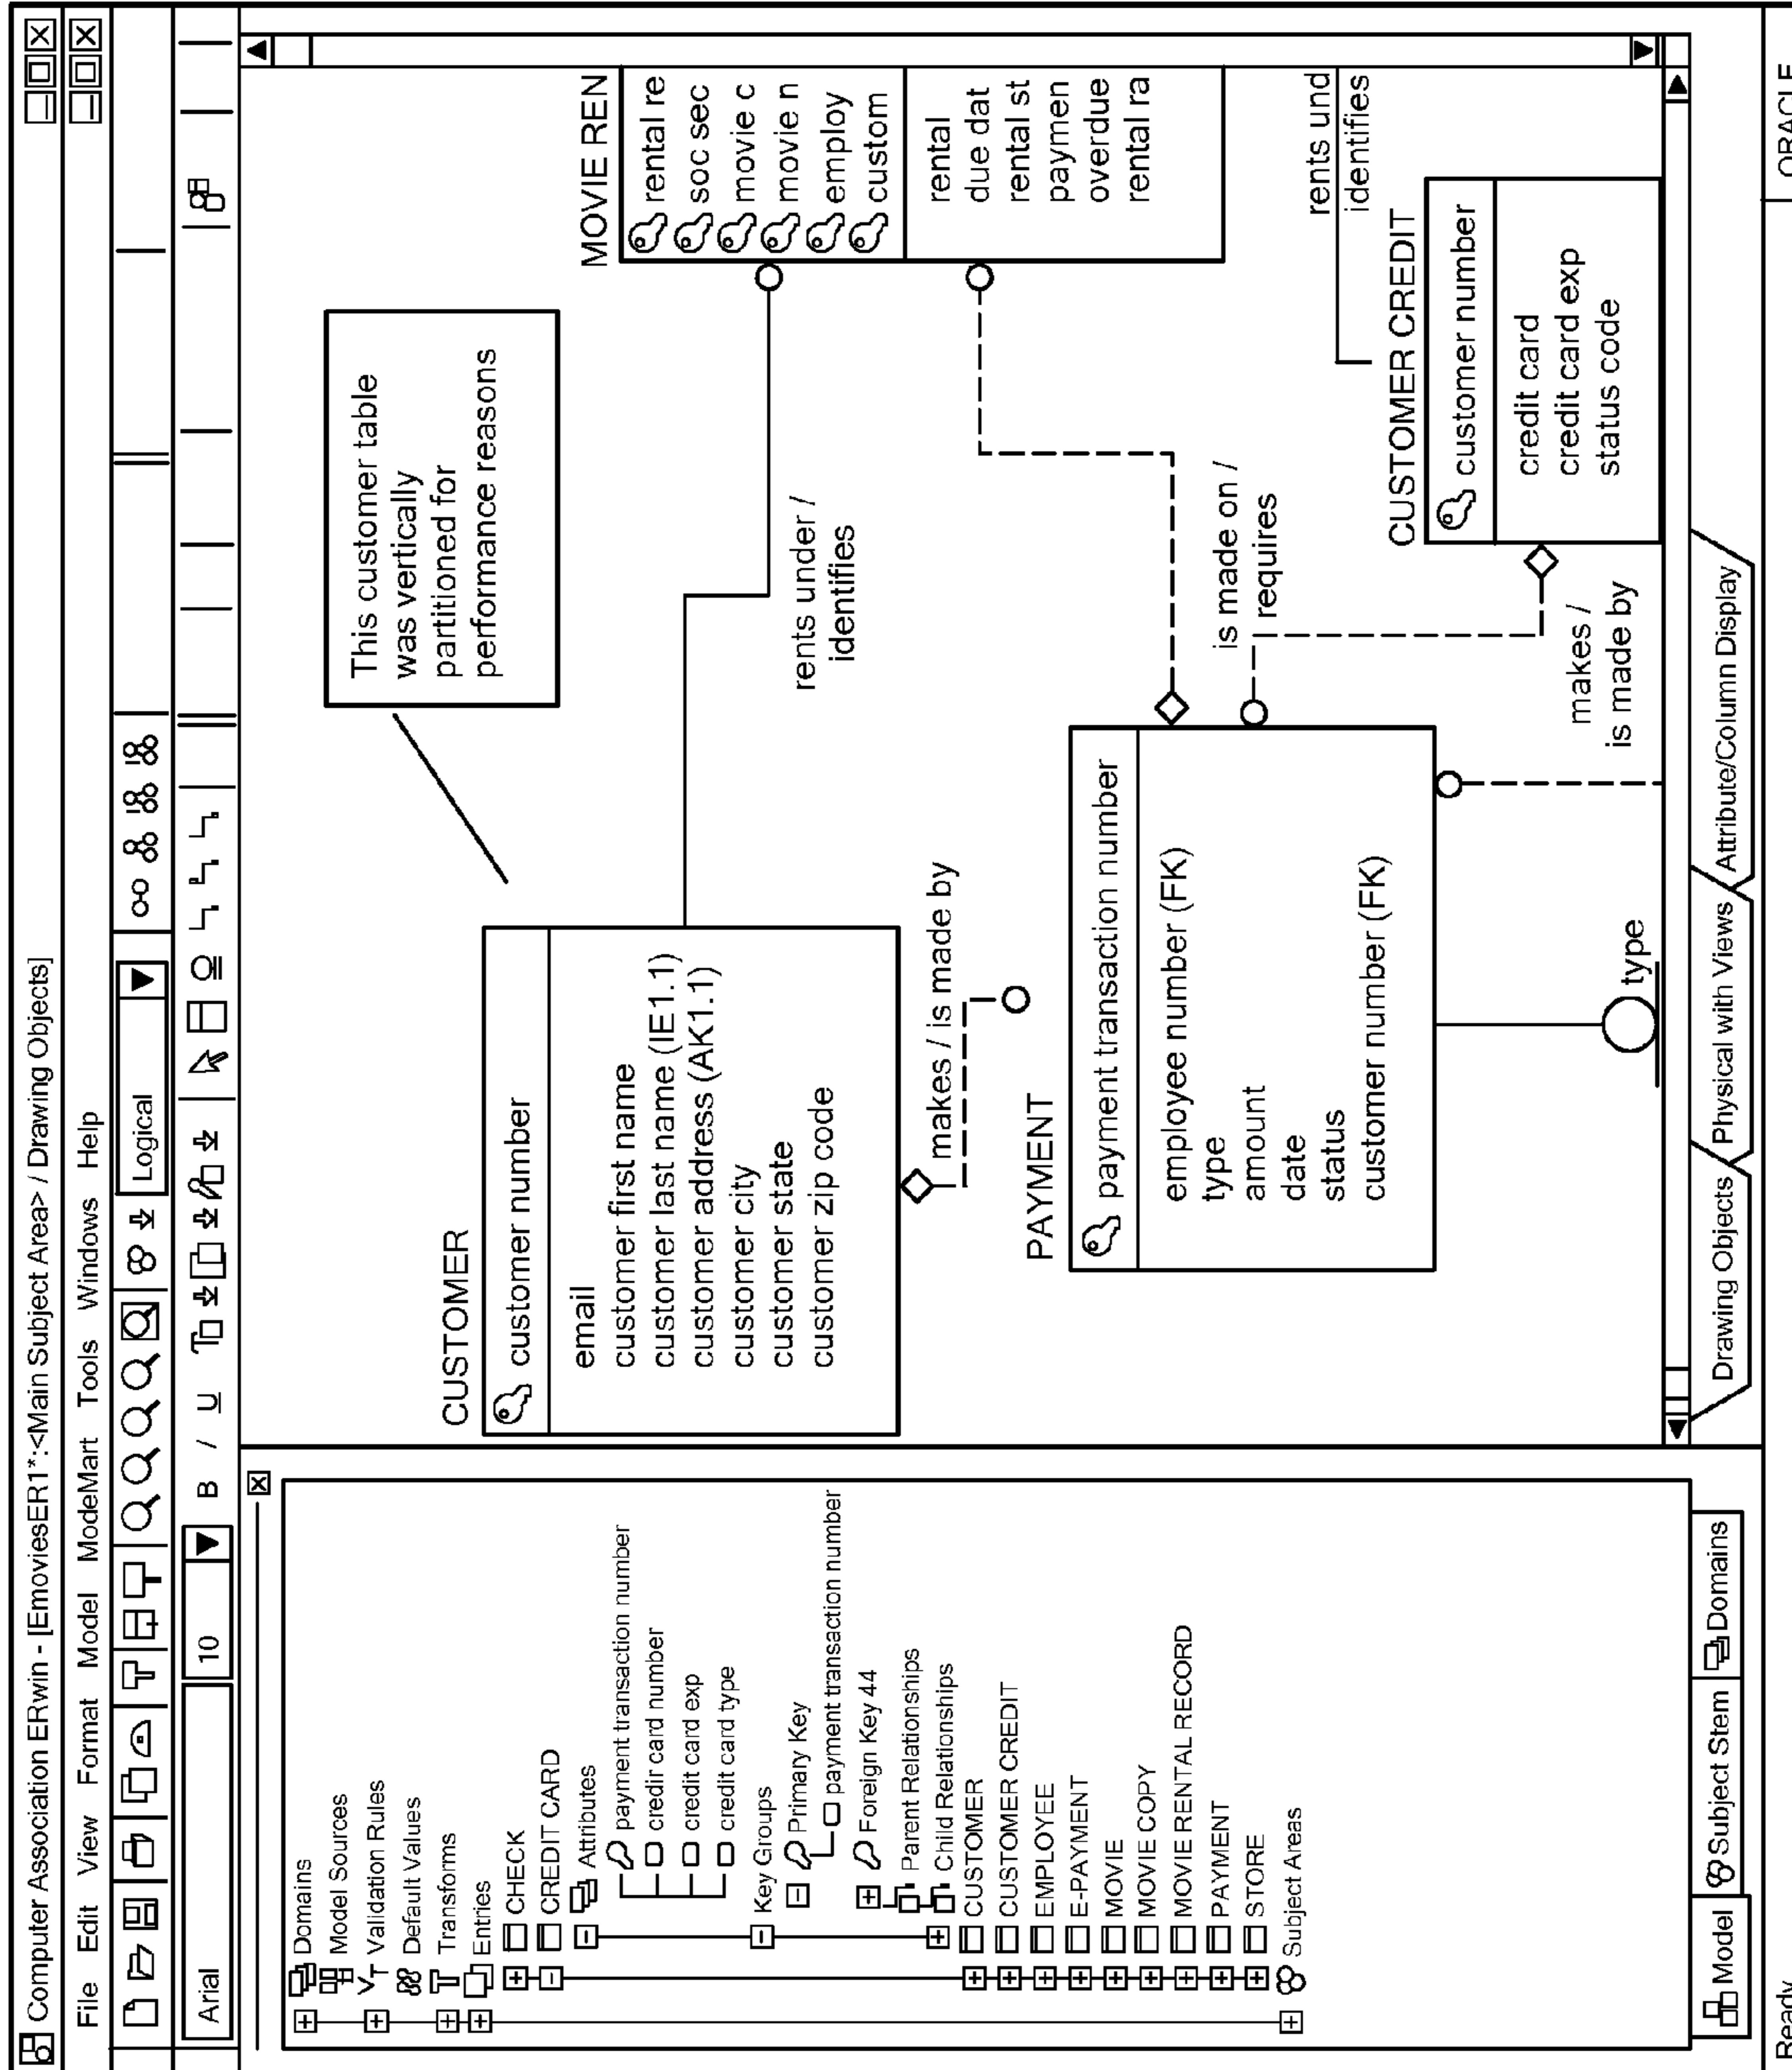 Computer Association ERwin - [EmoviesER1*:<Main Subject Area> / Drawing Objects]
File Edit View Format Model ModeMart Tools Windows Help
Logical
Arial 10 B / U
Domains
Model Sources
Validation Rules
Default Values
Transforms
Entries
CHECK
CREDIT CARD
Attributes
payment transaction number
credir card number
credit card exp
credit card type
Key Groups
Primary Key
payment transaction number
Foreign Key 44
Parent Relationships
Child Relationships
CUSTOMER
CUSTOMER CREDIT
EMPLOYEE
E-PAYMENT
MOVIE
MOVIE COPY
MOVIE RENTAL RECORD
PAYMENT
STORE
Subject Areas
Model Subject Stem Domains
This customer table
was vertically
partitioned for
performance reasons
CUSTOMER
customer number
email
customer first name
customer last name (IE1.1)
customer address (AK1.1)
customer city
customer state
customer zip code
rents under /
identifies
MOVIE REN
rental re
soc sec
movie c
movie n
employ
custom
rental
due dat
rental st
paymen
overdue
rental ra
makes / is made by
PAYMENT
payment transaction number
employee number (FK)
type
amount
date
status
customer number (FK)
is made on /
requires
rents und
identifies
CUSTOMER CREDIT
customer number
credit card
credit card exp
status code
makes /
is made by
type
Drawing Objects Physical with Views Attribute/Column Display
Ready
ORACLE